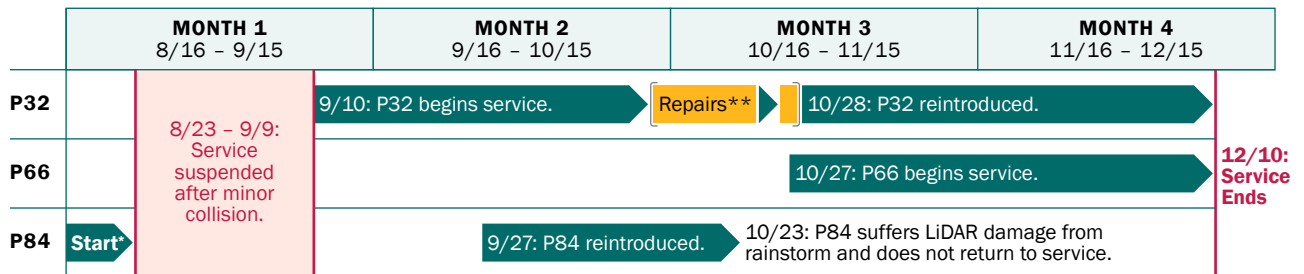 MONTH 1
8/16 – 9/15
MONTH 2
9/16 – 10/15
MONTH 3
10/16 – 11/15
MONTH 4
11/16 – 12/15
P32
9/10: P32 begins service.
Repairs**
10/28: P32 reintroduced.
8/23 – 9/9:
Service
suspended
after minor
collision.
P66
10/27: P66 begins service.
12/10:
Service
Ends
P84
Start*
9/27: P84 reintroduced.
10/23: P84 suffers LiDAR damage from
rainstorm and does not return to service.